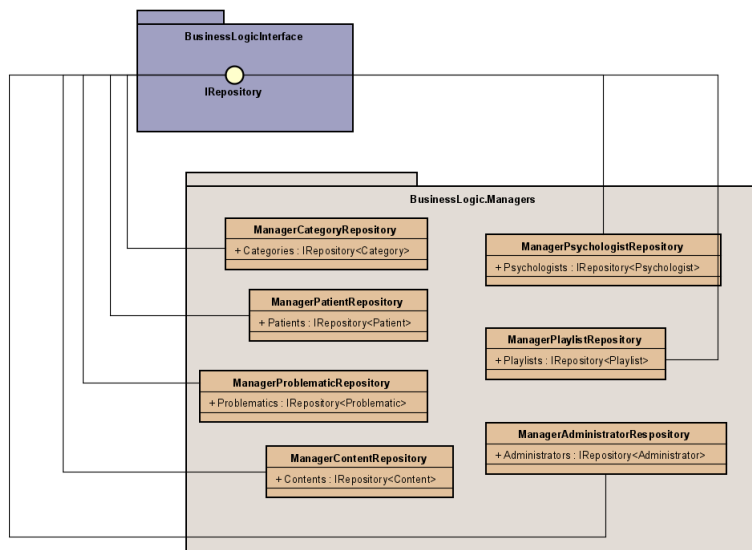 BusinessLogicInterface
IRepository
BusinessLogic.Managers
ManagerCategoryRepository
+ Categories : IRepository<Category>
ManagerPsychologistRepository
+ Psychologists : IRepository<Psychologist>
ManagerPatientRepository
+ Patients : IRepository<Patient>
ManagerPlaylistRepository
+ Playlists : IRepository<Playlist>
ManagerProblematicRepository
+ Problematics : IRepository<Problematic>
ManagerAdministratorRespository
+ Administrators : IRepository<Administrator>
ManagerContentRepository
+ Contents : IRepository<Content>